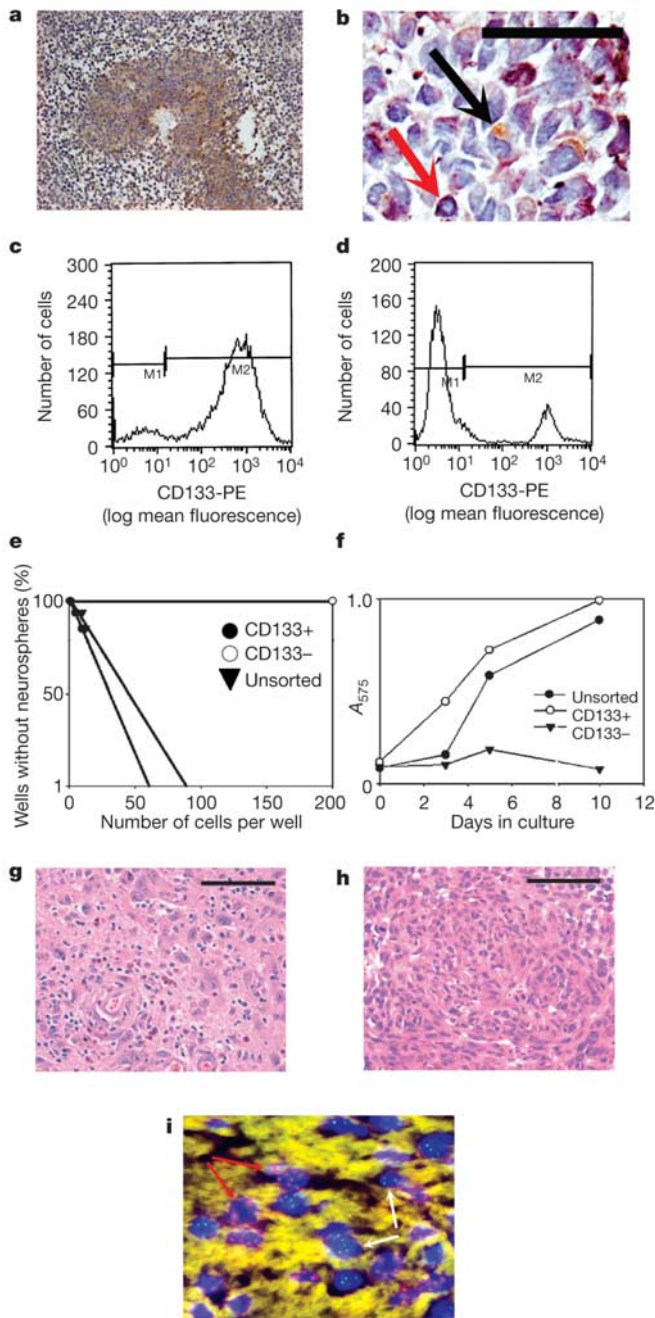 a
b
c
d
Number of cells
300
240
180
120
60
0
M1
M2
10^0 10^1 10^2 10^3 10^4
CD133-PE
(log mean fluorescence)
Number of cells
200
160
120
80
40
0
M1
M2
10^0 10^1 10^2 10^3 10^4
CD133-PE
(log mean fluorescence)
e
f
Wells without neurospheres (%)
100
50
1
CD133+
CD133–
Unsorted
0 50 100 150 200
Number of cells per well
A575
1.0
0
Unsorted
CD133+
CD133–
0 2 4 6 8 10 12
Days in culture
g
h
i